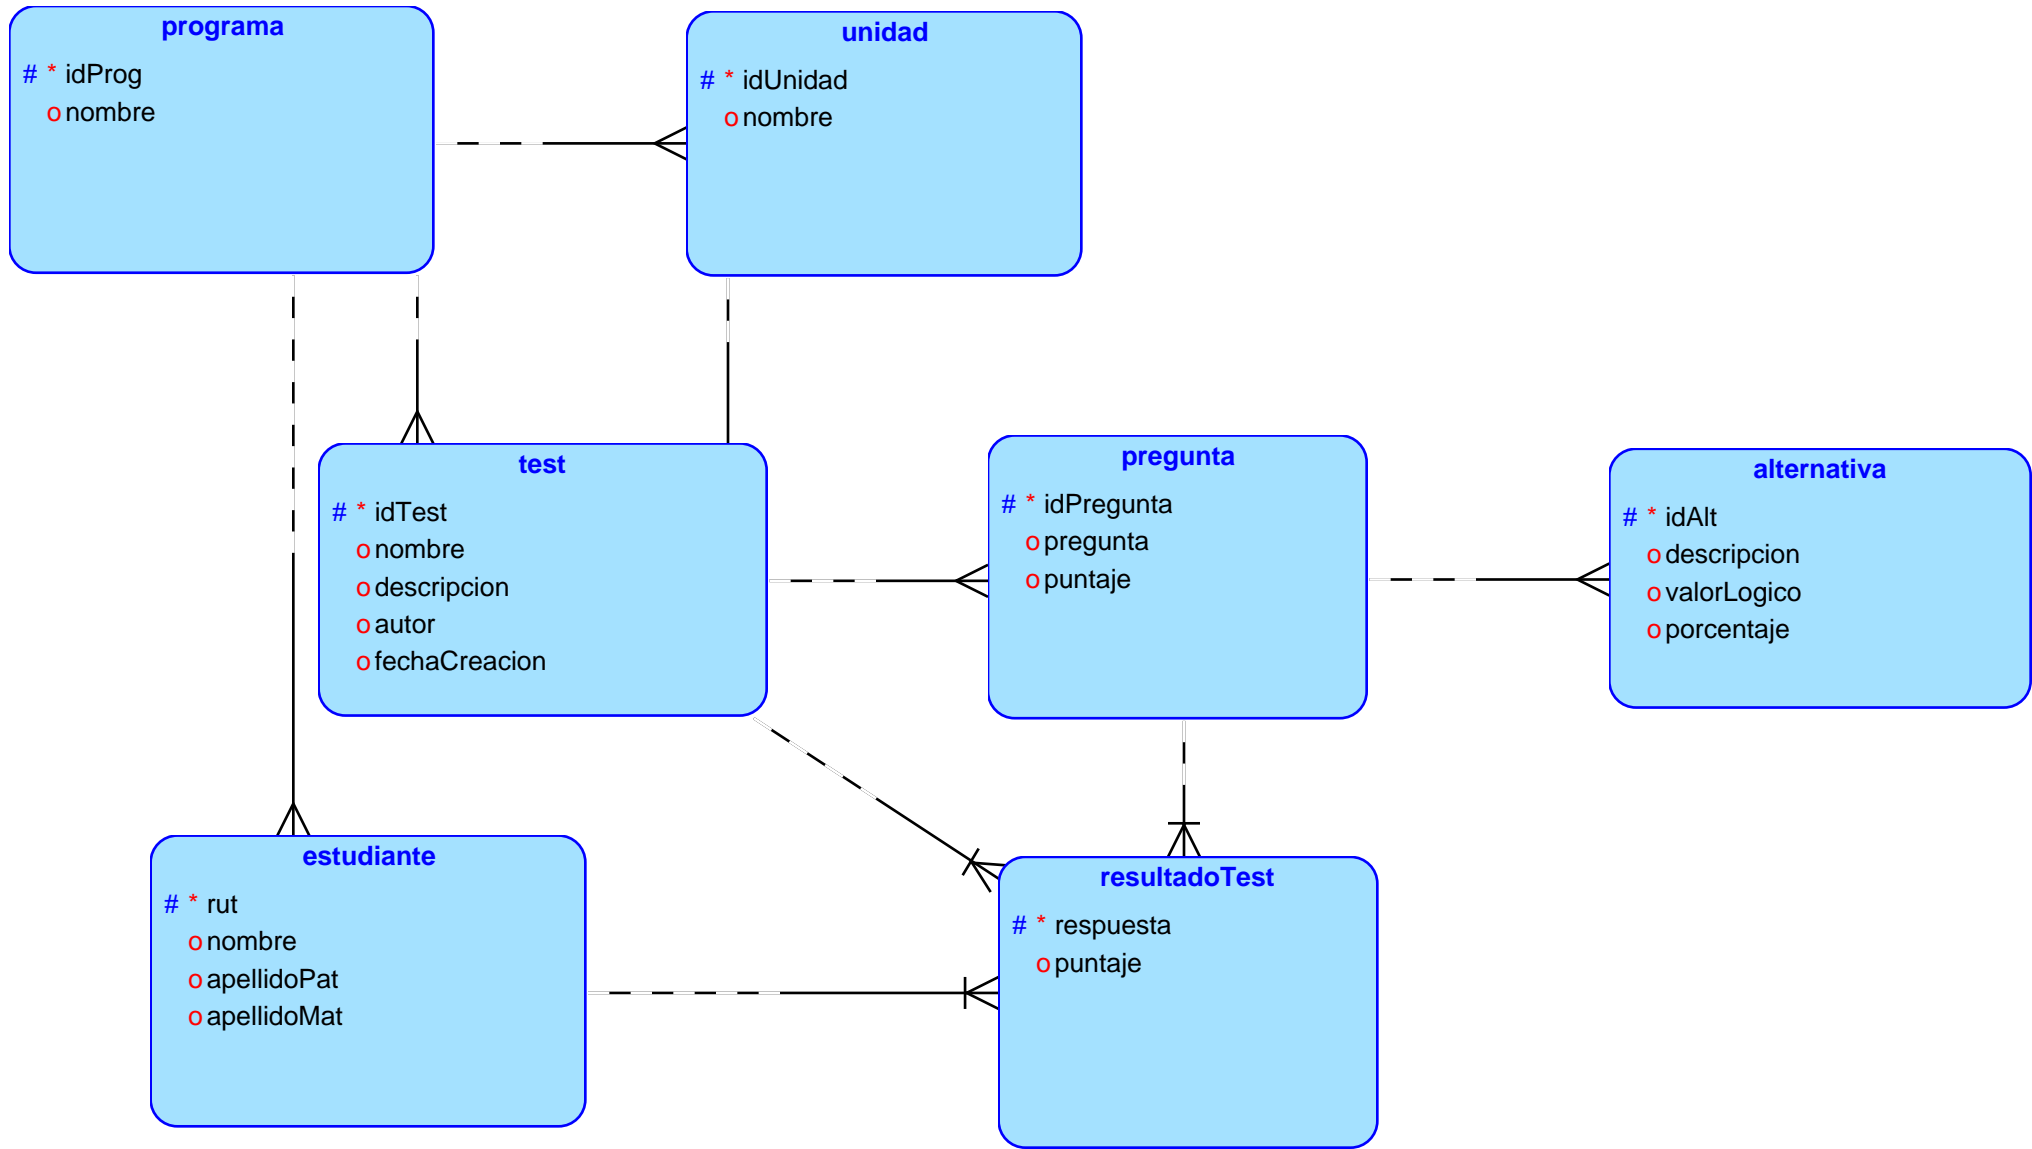 programa
# * idProg
o nombre
unidad
# * idUnidad
o nombre
test
# * idTest
o nombre
o descripcion
o autor
o fechaCreacion
pregunta
# * idPregunta
o pregunta
o puntaje
alternativa
# * idAlt
o descripcion
o valorLogico
o porcentaje
estudiante
# * rut
o nombre
o apellidoPat
o apellidoMat
resultadoTest
# * respuesta
o puntaje